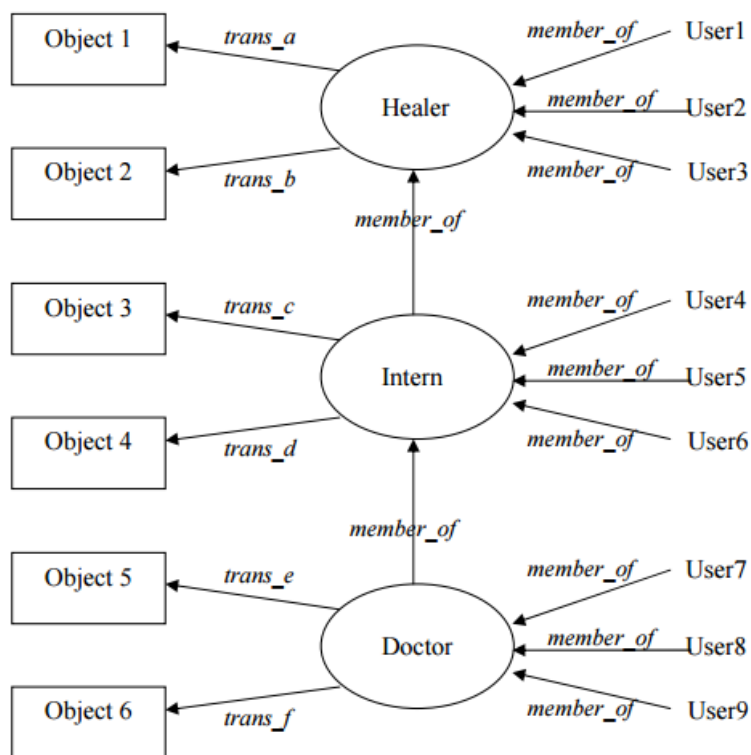 Object 1
trans_a
member_of
User1
Healer
member_of
User2
Object 2
trans_b
member_of
User3
member_of
Object 3
trans_c
member_of
User4
Intern
member_of
User5
Object 4
trans_d
member_of
User6
member_of
Object 5
trans_e
member_of
User7
Doctor
member_of
User8
Object 6
trans_f
member_of
User9